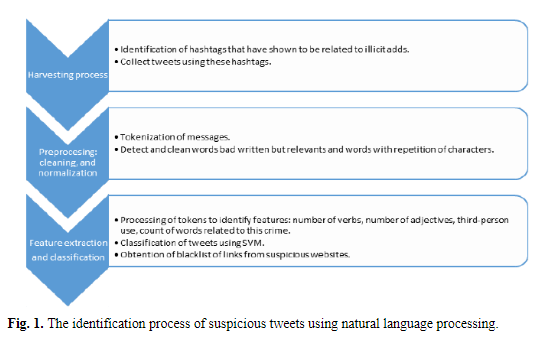 Harvesting process
• Identification of hashtags that have shown to be related to illicit adds.
• Collect tweets using these hashtags.
Preprocesing:
cleaning, and
normalization
• Tokenization of messages.
• Detect and clean words bad written but relevants and words with repetition of characters.
Feature extraction
and classification
• Processing of tokens to identify features: number of verbs, number of adjectives, third-person
use, count of words related to this crime.
• Classification of tweets using SVM.
• Obtention of blacklist of links from suspicious websites.
Fig. 1. The identification process of suspicious tweets using natural language processing.